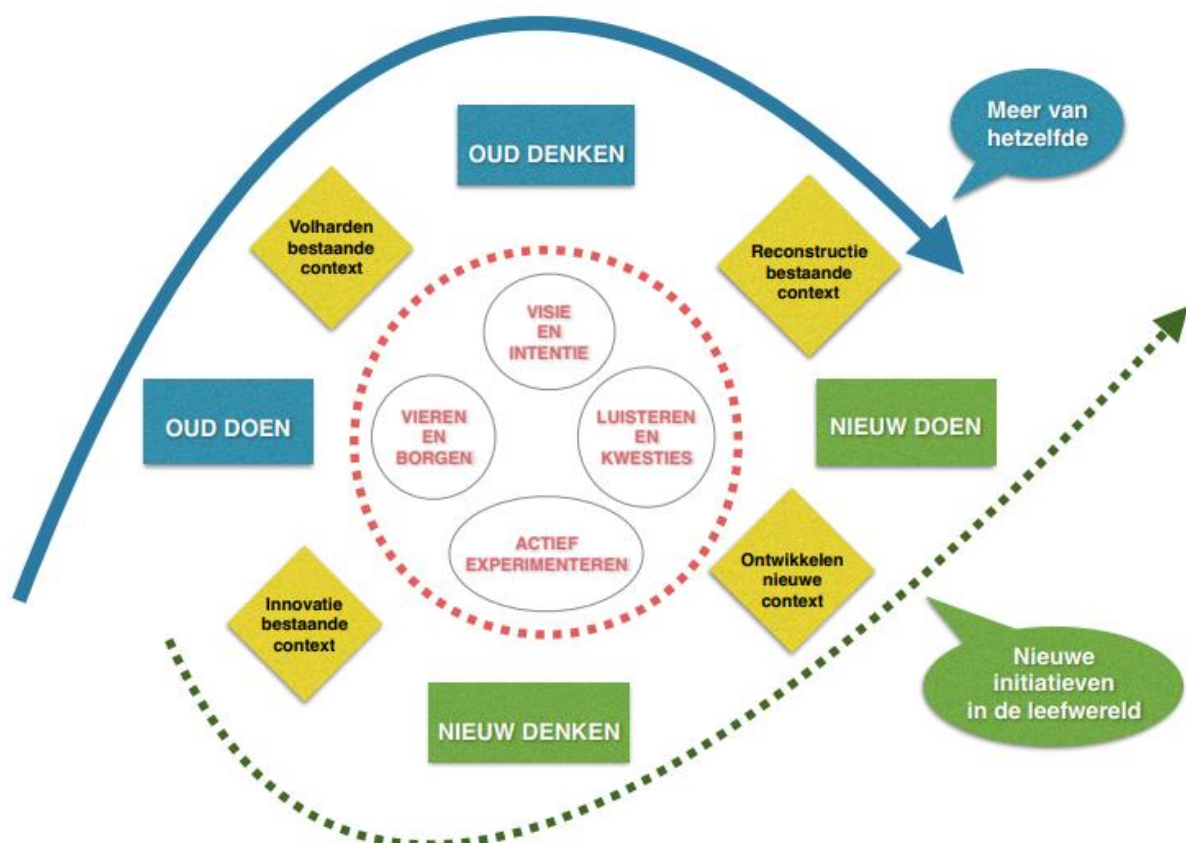 Meer van
hetzelfde
OUD DENKEN
Volharden
bestaande
context
Reconstructie
bestaande
context
VISIE
EN
INTENTIE
OUD DOEN
VIEREN
EN
BORGEN
LUISTEREN
EN
KWESTIES
NIEUW DOEN
ACTIEF
EXPERIMENTEREN
Innovatie
bestaande
context
Ontwikkelen
nieuwe
context
NIEUW DENKEN
Nieuwe
initiatieven
in de leefwereld